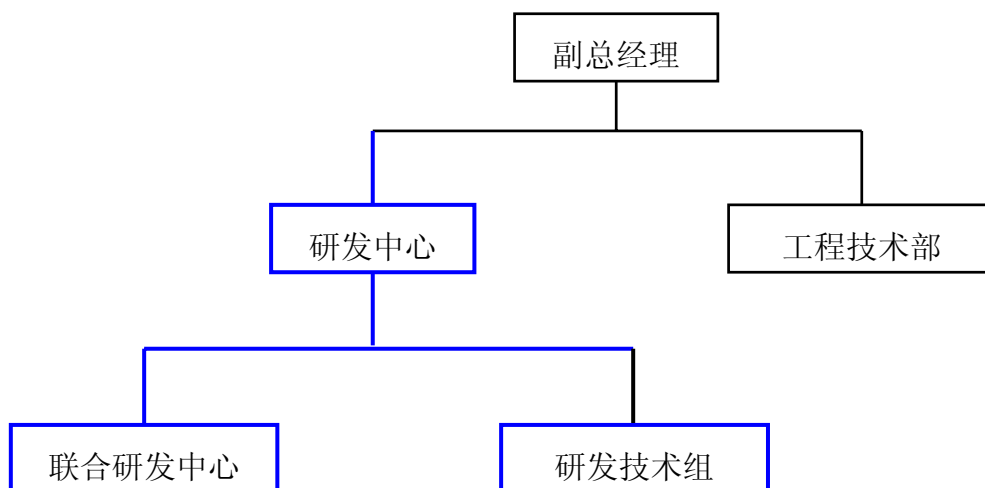 副总经理
研发中心
工程技术部
联合研发中心
研发技术组